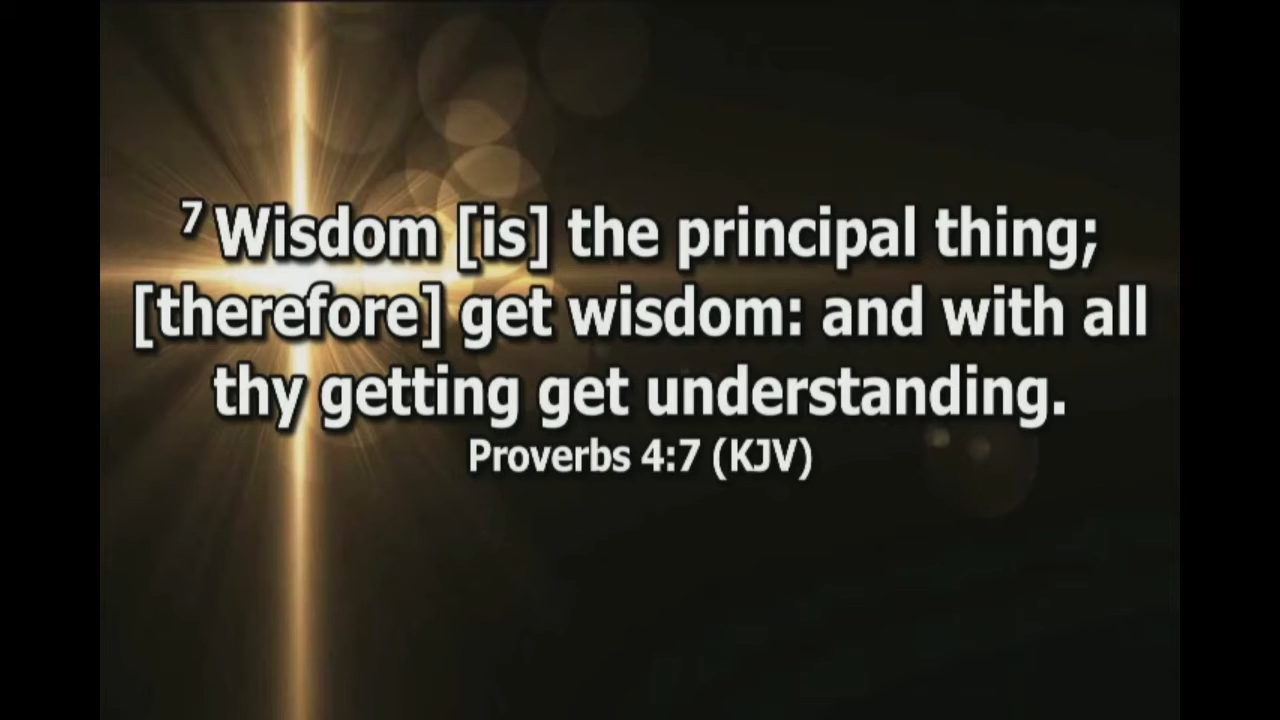 7 Wisdom [is] the principal thing;
[therefore] get wisdom: and with all
thy getting get understanding.
Proverbs 4:7 (KJV)